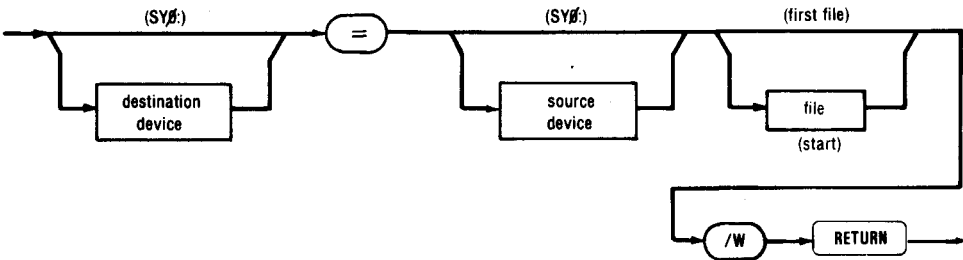 (SYØ:)
destination
device
=
(SYØ:)
source
device
(first file)
file
(start)
/W
RETURN